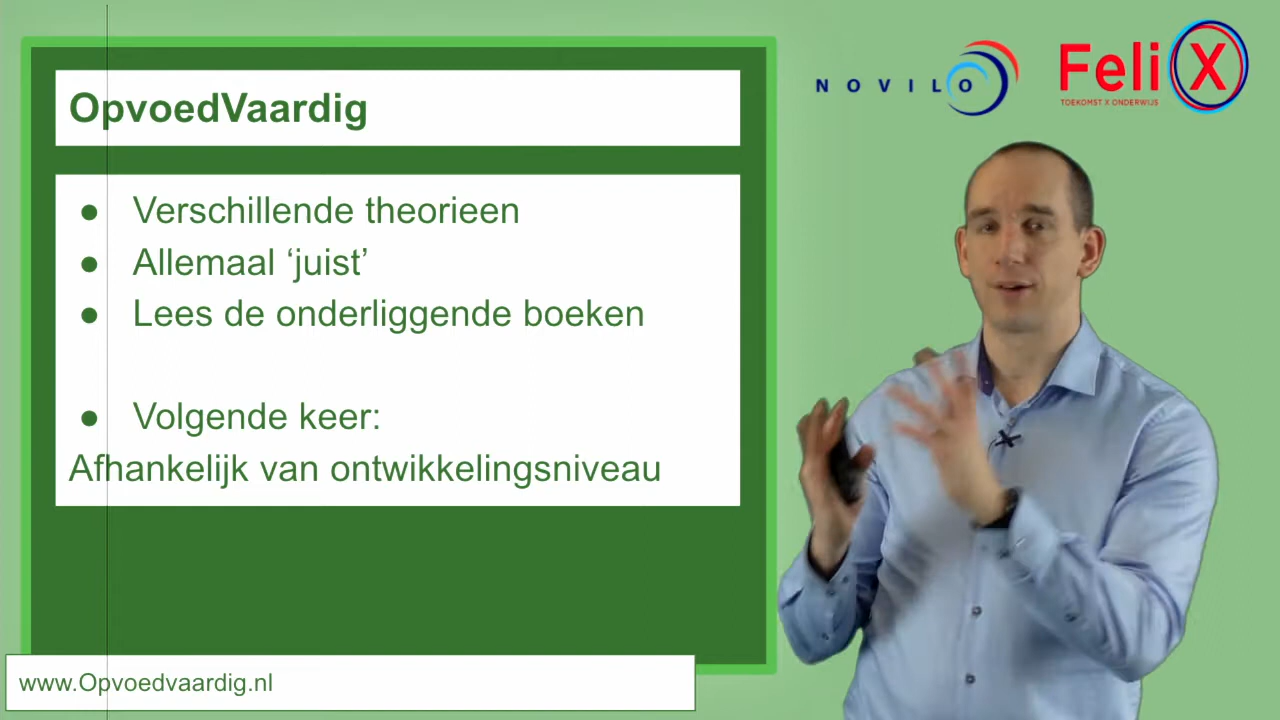 OpvoedVaardig
● Verschillende theorieen
● Allemaal ‘juist’
● Lees de onderliggende boeken
● Volgende keer:
Afhankelijk van ontwikkelingsniveau
www.Opvoedvaardig.nl
NOVILO
FeliX
TOEKOMST X ONDERWIJS